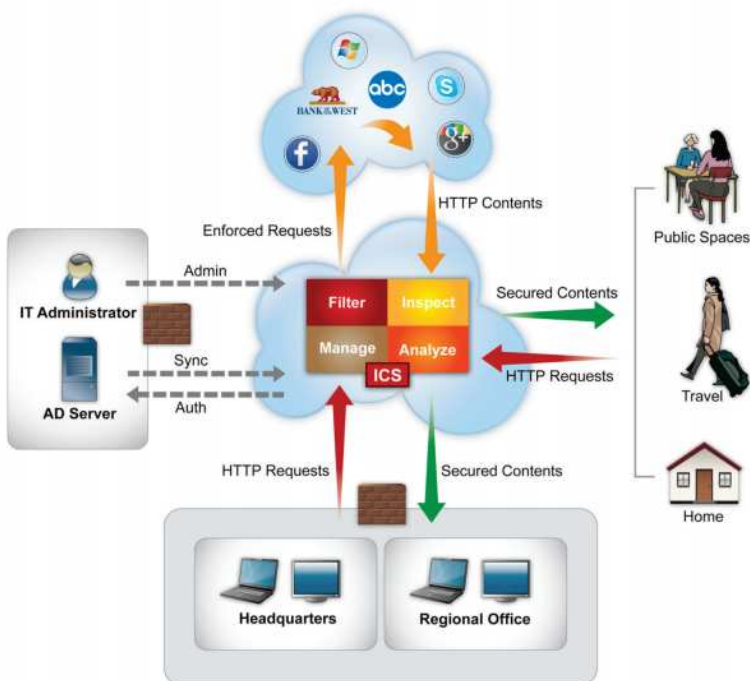 abc
S
BANK OF THE WEST
f
g+
HTTP Contents
Enforced Requests
Public Spaces
Admin
IT Administrator
Filter
Inspect
Secured Contents
Manage
Analyze
Sync
ICS
HTTP Requests
AD Server
Auth
Travel
HTTP Requests
Secured Contents
Home
Headquarters
Regional Office